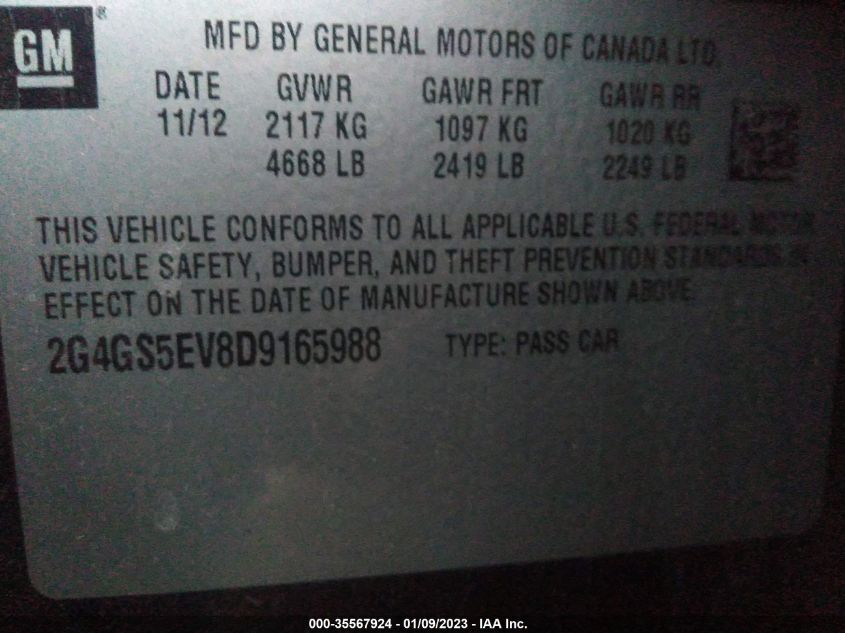 GM ®
MFD BY GENERAL MOTORS OF CANADA LTD.
DATE GVWR GAWR FRT GAWR RR
11/12 2117 KG 1097 KG 1020 KG
4668 LB 2419 LB 2249 LB
THIS VEHICLE CONFORMS TO ALL APPLICABLE U.S. FEDERAL MOTOR
VEHICLE SAFETY, BUMPER, AND THEFT PREVENTION STANDARDS IN
EFFECT ON THE DATE OF MANUFACTURE SHOWN ABOVE.
2G4GS5EV8D9165988 TYPE: PASS CAR
000-35567924 - 01/09/2023 - IAA Inc.